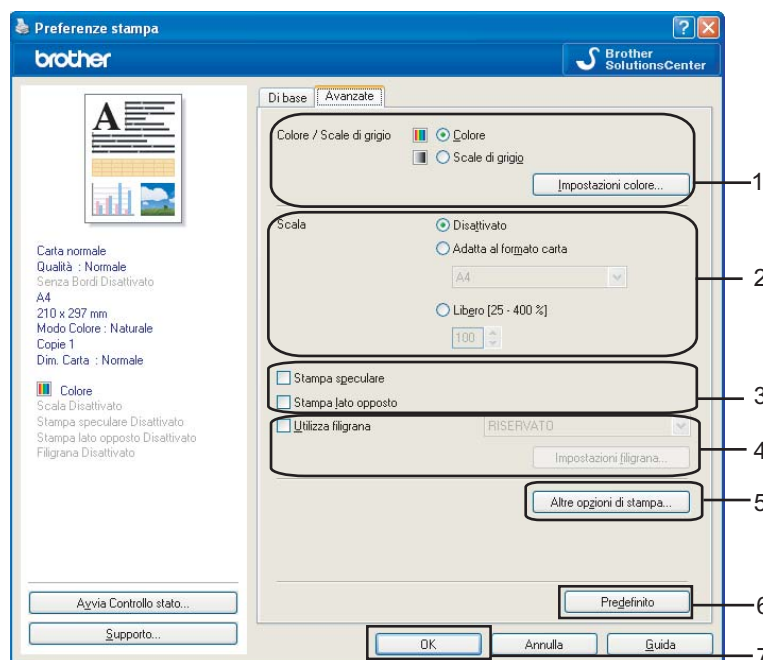 Preferenze stampa
brother
Brother
SolutionsCenter
A
Carta normale
Qualità : Normale
Senza Bordi Disattivato
A4
210 x 297 mm
Modo Colore : Naturale
Copie 1
Dim. Carta : Normale
Colore
Scala Disattivato
Stampa speculare Disattivato
Stampa lato opposto Disattivato
Filigrana Disattivato
Avvia Controllo stato...
Supporto...
Di base
Avanzate
Colore / Scale di grigio
Colore
Scale di grigio
Impostazioni colore...
1
Scala
Disattivato
Adatta al formato carta
A4
2
Libero [25 - 400 %]
100
Stampa speculare
3
Stampa lato opposto
Utilizza filigrana
RISERVATO
4
Impostazioni filigrana...
Altre opzioni di stampa...
5
Predefinito
6
OK
Annulla
Guida
7